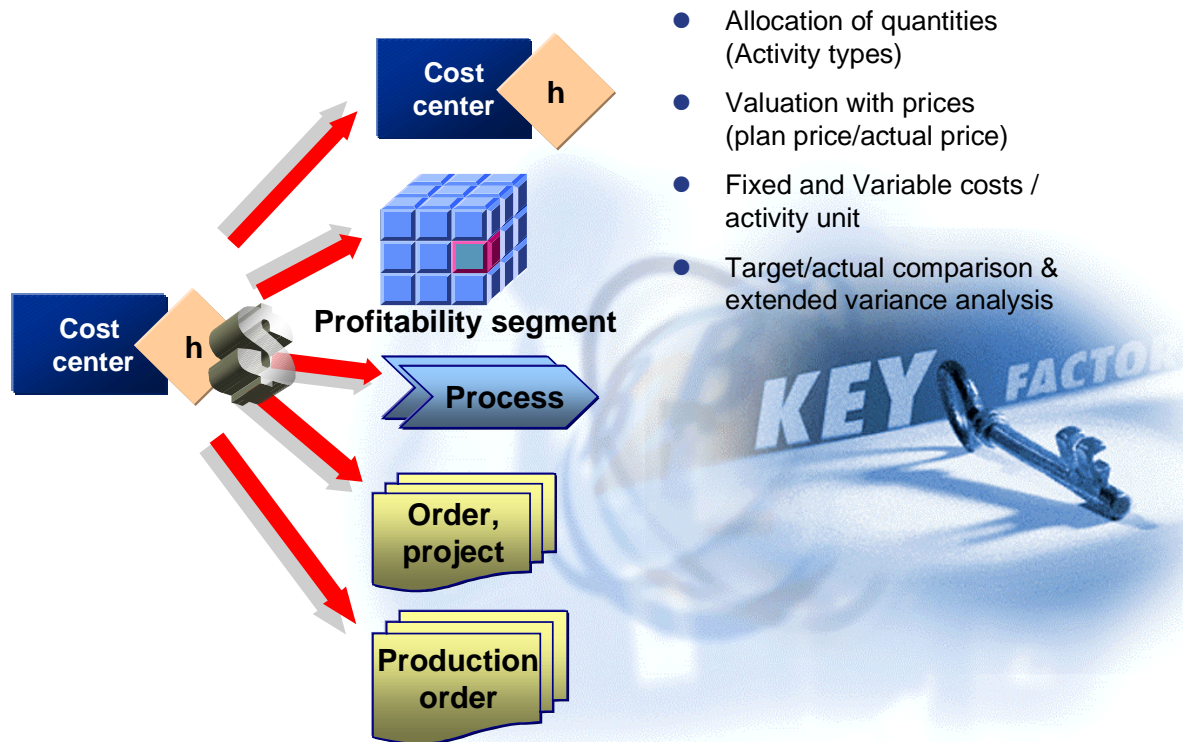 Cost
center
h
Profitability segment
Cost
center
h
$
Process
Order,
project
Production
order
● Allocation of quantities
(Activity types)
● Valuation with prices
(plan price/actual price)
● Fixed and Variable costs /
activity unit
● Target/actual comparison &
extended variance analysis
KEY FACTOR